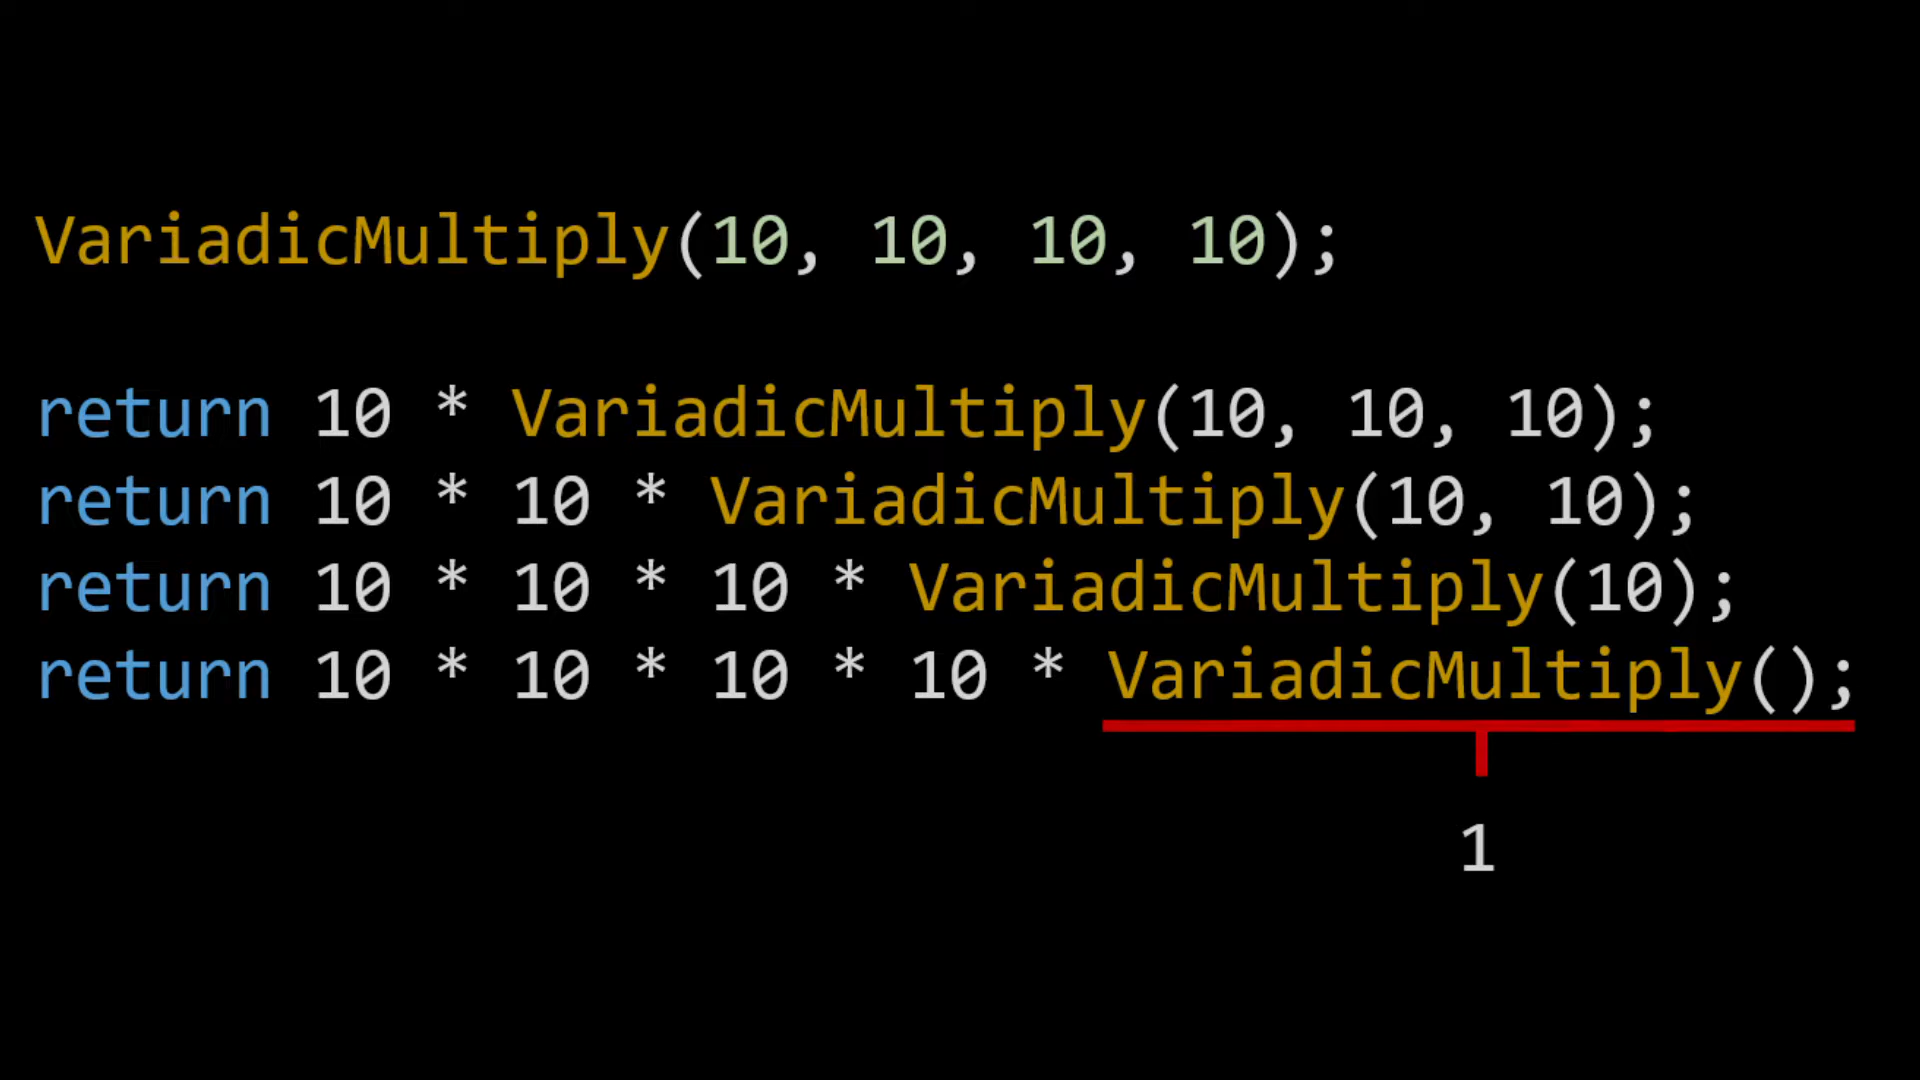 VariadicMultiply(10, 10, 10, 10);
return 10 * VariadicMultiply(10, 10, 10);
return 10 * 10 * VariadicMultiply(10, 10);
return 10 * 10 * 10 * VariadicMultiply(10);
return 10 * 10 * 10 * 10 * VariadicMultiply();
1